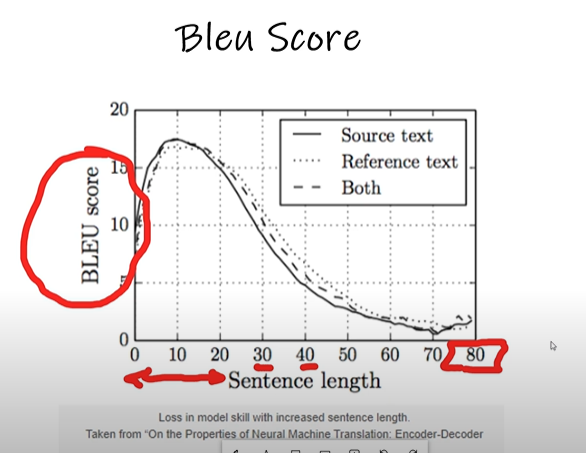 Bleu Score
20
15
10
5
0
BLEU score
Source text
Reference text
Both
0 10 20 30 40 50 60 70 80
Sentence length
Loss in model skill with increased sentence length.
Taken from "On the Properties of Neural Machine Translation: Encoder-Decoder